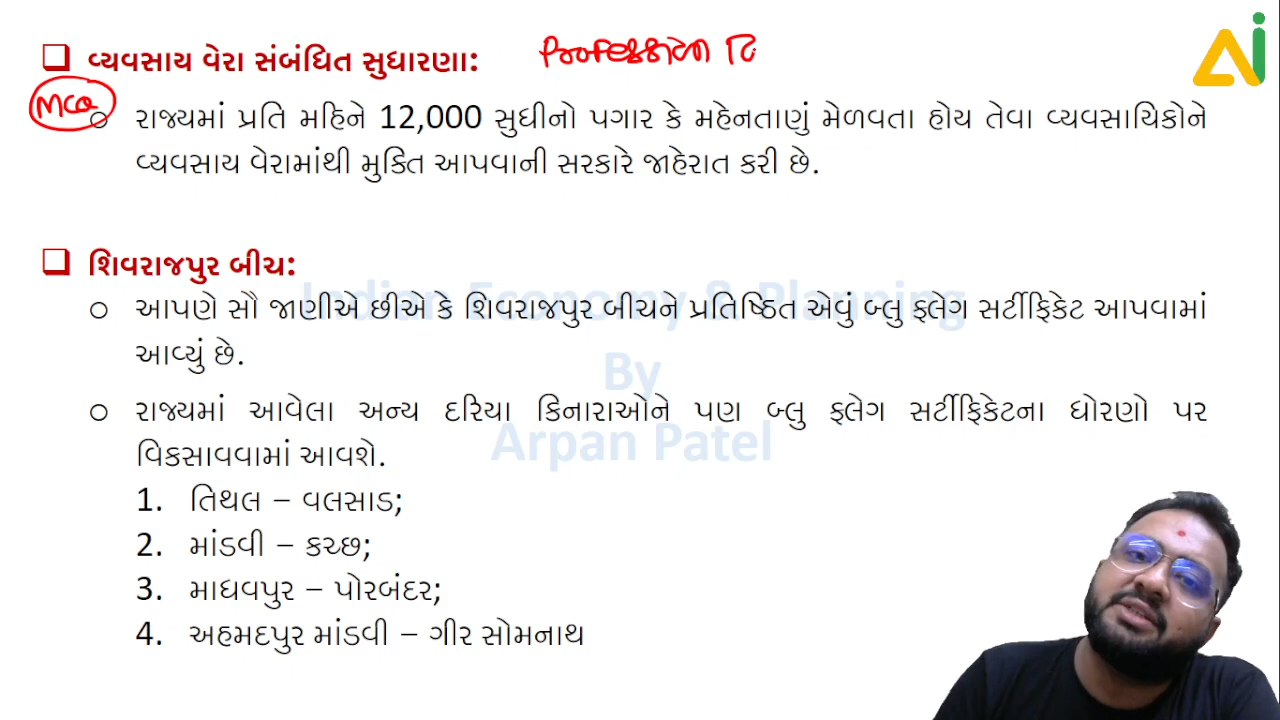 ❑ વ્યવસાય વેરા સંબંધિત સુધારણા: Profession
MCQ
○ રાજ્યમાં પ્રતિ મહિને 12,000 સુધીનો પગાર કે મહેનતાણું મેળવતા હોય તેવા વ્યવસાયિકોને
વ્યવસાય વેરામાંથી મુક્તિ આપવાની સરકારે જાહેરાત કરી છે.
❑ શિવરાજપુર બીચ:
○ આપણે સૌ જાણીએ છીએ કે શિવરાજપુર બીચને પ્રતિષ્ઠિત એવું બ્લુ ફ્લેગ સર્ટીફિકેટ આપવામાં
આવ્યું છે.
○ રાજ્યમાં આવેલા અન્ય દરિયા કિનારાઓને પણ બ્લુ ફ્લેગ સર્ટીફિકેટના ધોરણો પર
વિકસાવવામાં આવશે.
1. તિથલ – વલસાડ;
2. માંડવી – કચ્છ;
3. માધવપુર – પોરબંદર;
4. અહમદપુર માંડવી – ગીર સોમનાથ
Indian Economy & Planning
By
Arpan Patel